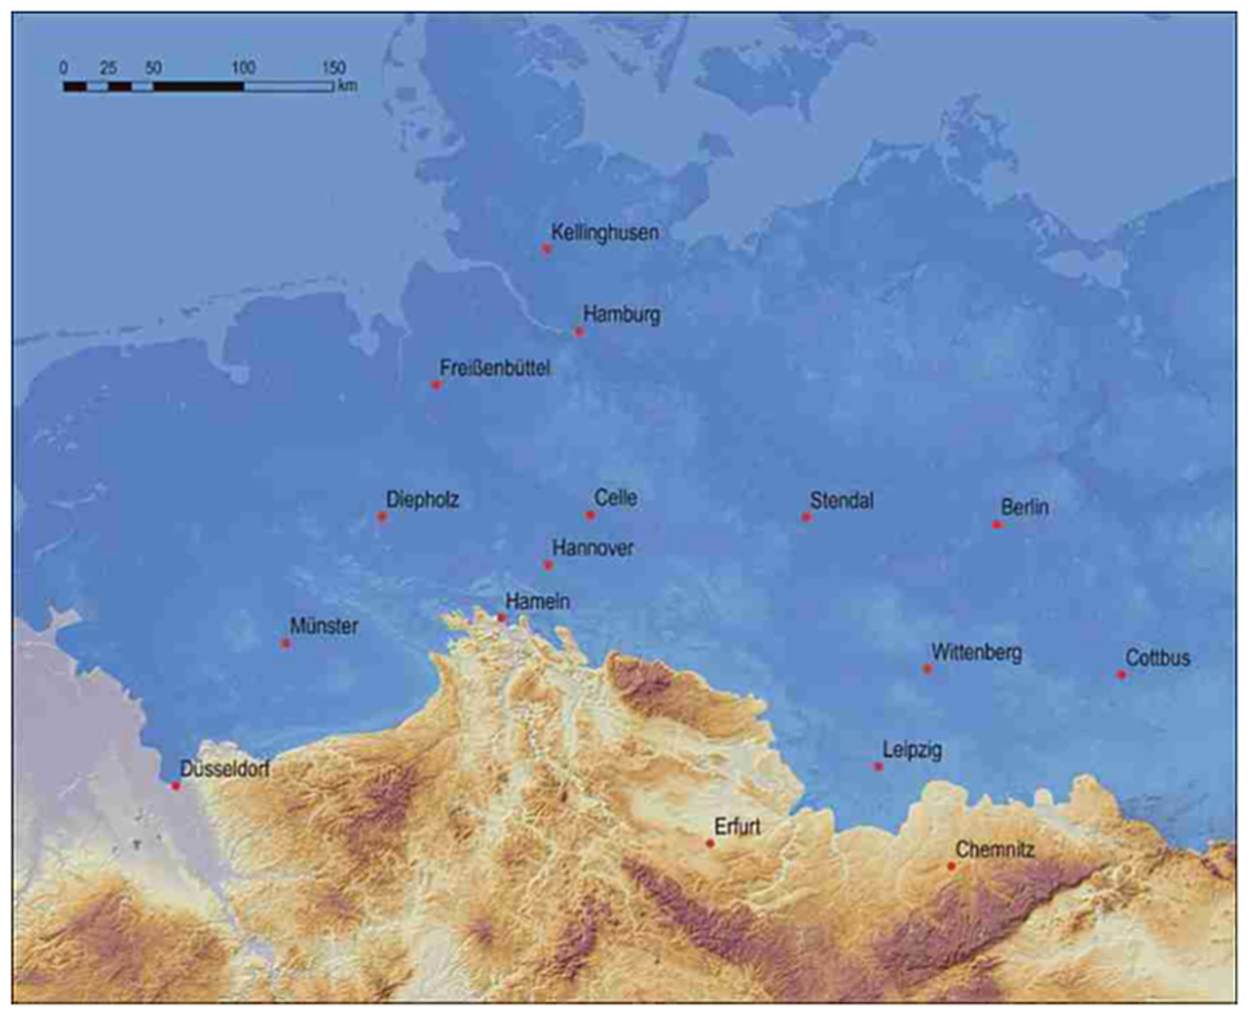 0 25 50 100 150
km
Kellinghusen
Hamburg
Freißenbüttel
Diepholz
Celle
Stendal
Berlin
Hannover
Hameln
Münster
Wittenberg
Cottbus
Leipzig
Düsseldorf
Erfurt
Chemnitz